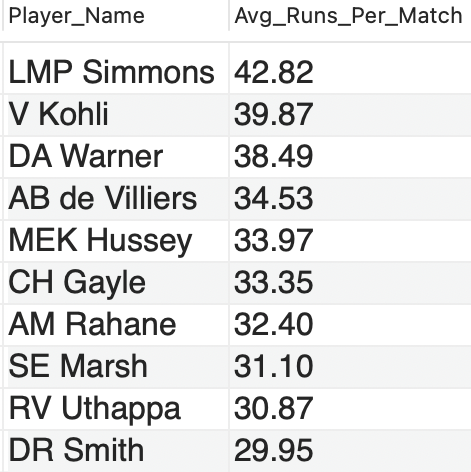 Player_Name Avg_Runs_Per_Match
LMP Simmons 42.82
V Kohli 39.87
DA Warner 38.49
AB de Villiers 34.53
MEK Hussey 33.97
CH Gayle 33.35
AM Rahane 32.40
SE Marsh 31.10
RV Uthappa 30.87
DR Smith 29.95